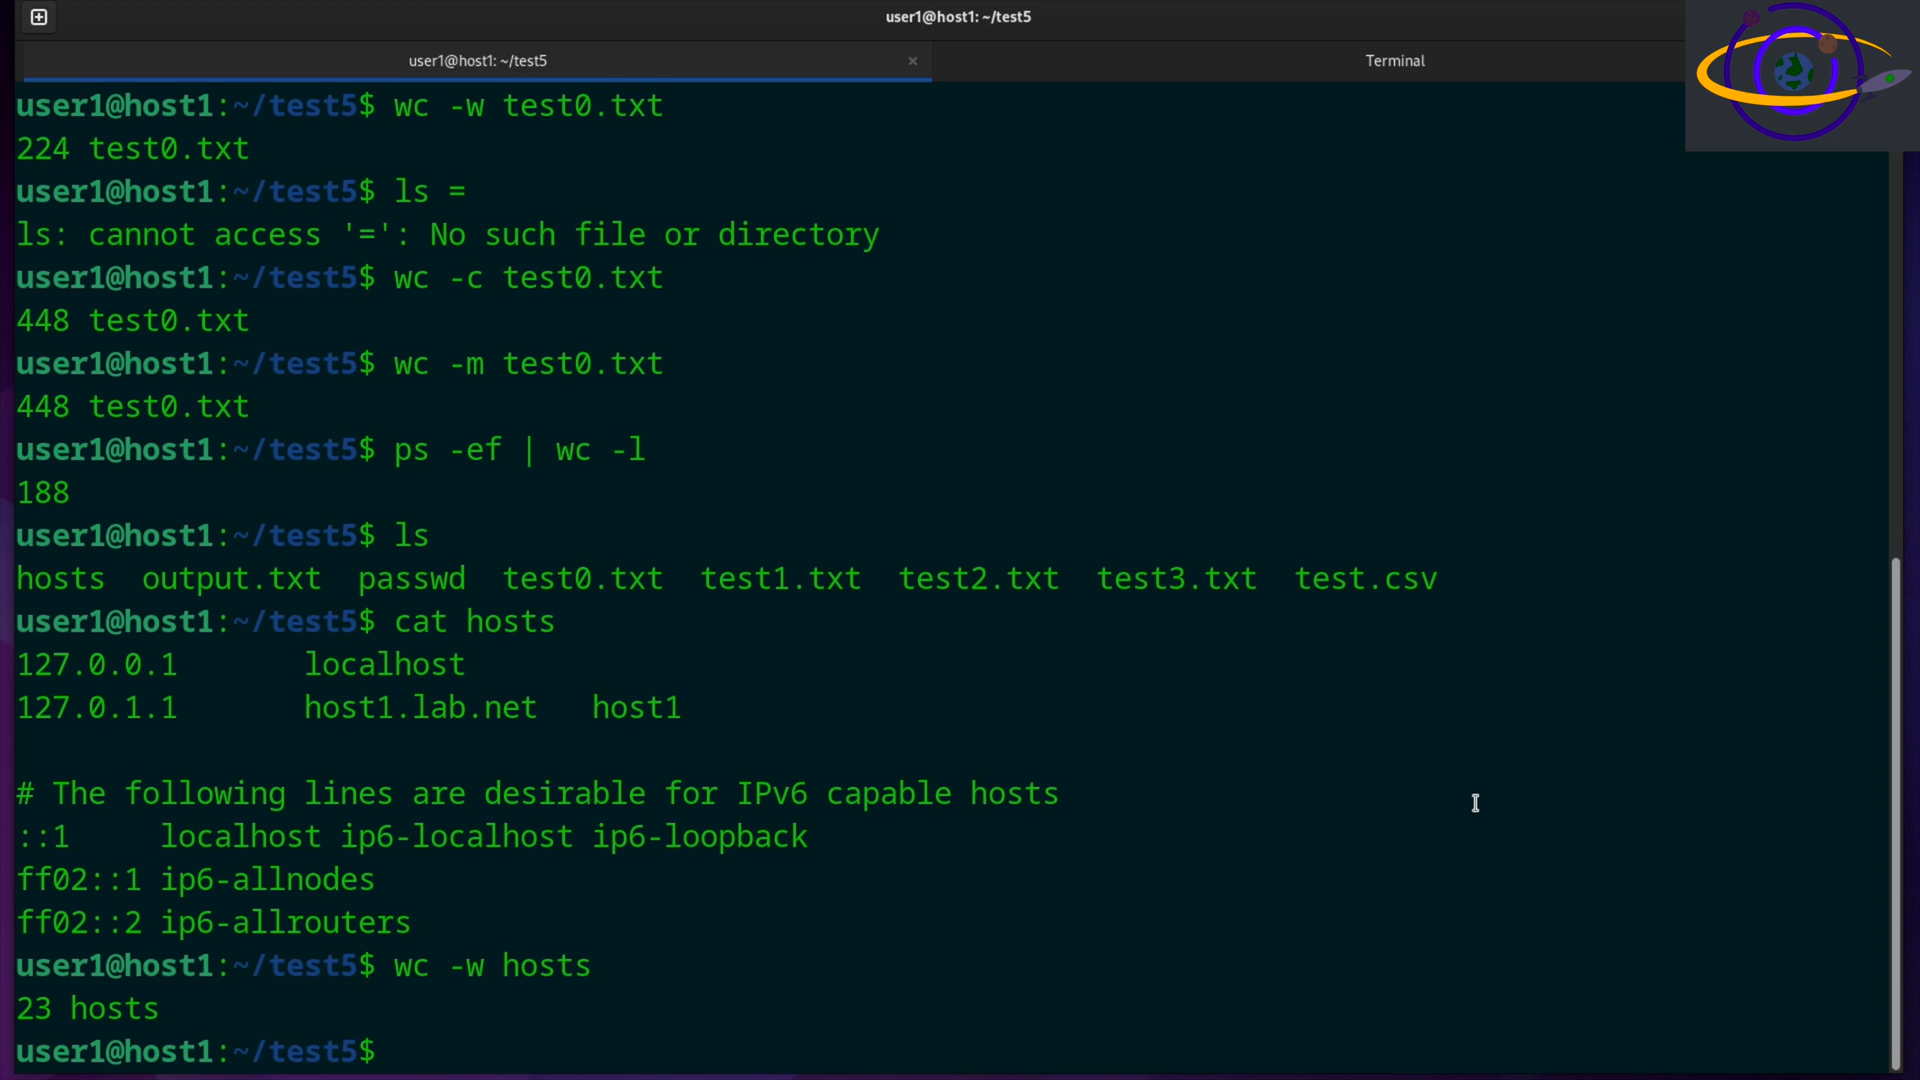 user1@host1: ~/test5
user1@host1: ~/test5 × Terminal
user1@host1:~/test5$ wc -w test0.txt
224 test0.txt
user1@host1:~/test5$ ls =
ls: cannot access '=': No such file or directory
user1@host1:~/test5$ wc -c test0.txt
448 test0.txt
user1@host1:~/test5$ wc -m test0.txt
448 test0.txt
user1@host1:~/test5$ ps -ef | wc -l
188
user1@host1:~/test5$ ls
hosts  output.txt  passwd  test0.txt  test1.txt  test2.txt  test3.txt  test.csv
user1@host1:~/test5$ cat hosts
127.0.0.1       localhost
127.0.1.1       host1.lab.net   host1
# The following lines are desirable for IPv6 capable hosts
::1     localhost ip6-localhost ip6-loopback
ff02::1 ip6-allnodes
ff02::2 ip6-allrouters
user1@host1:~/test5$ wc -w hosts
23 hosts
user1@host1:~/test5$